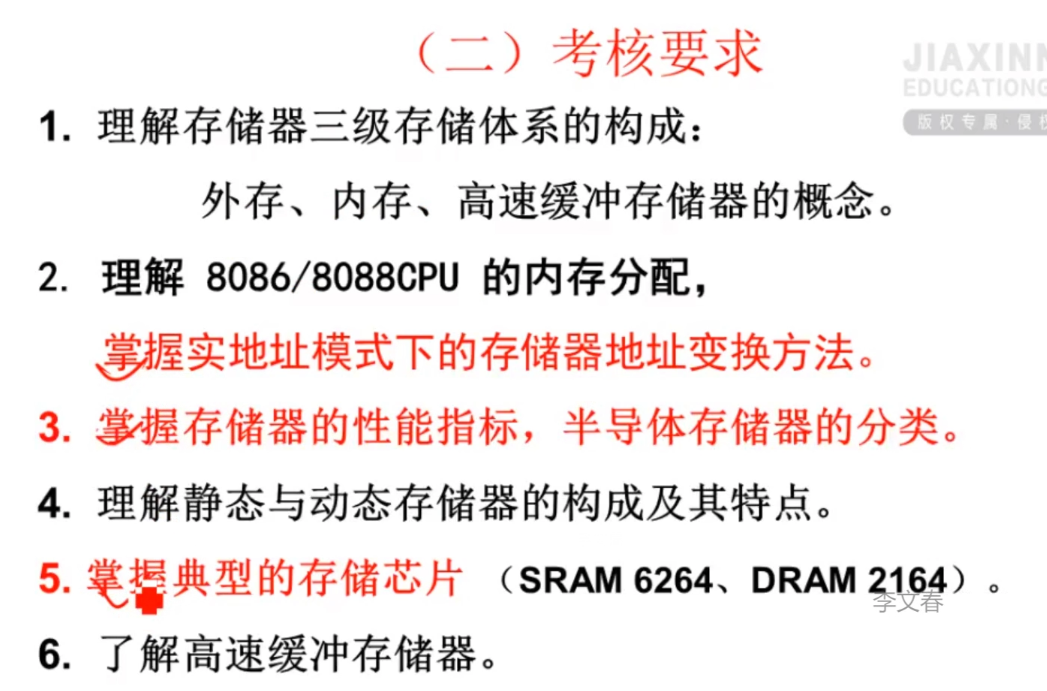 （二）考核要求
JIAXINN
EDUCATIONG
版权专属·侵权
1. 理解存储器三级存储体系的构成：
外存、内存、高速缓冲存储器的概念。
2. 理解 8086/8088CPU 的内存分配，
掌握实地址模式下的存储器地址变换方法。
3. 掌握存储器的性能指标，半导体存储器的分类。
4. 理解静态与动态存储器的构成及其特点。
5. 掌握典型的存储芯片 （SRAM 6264、DRAM 2164）。
李文春
6. 了解高速缓冲存储器。